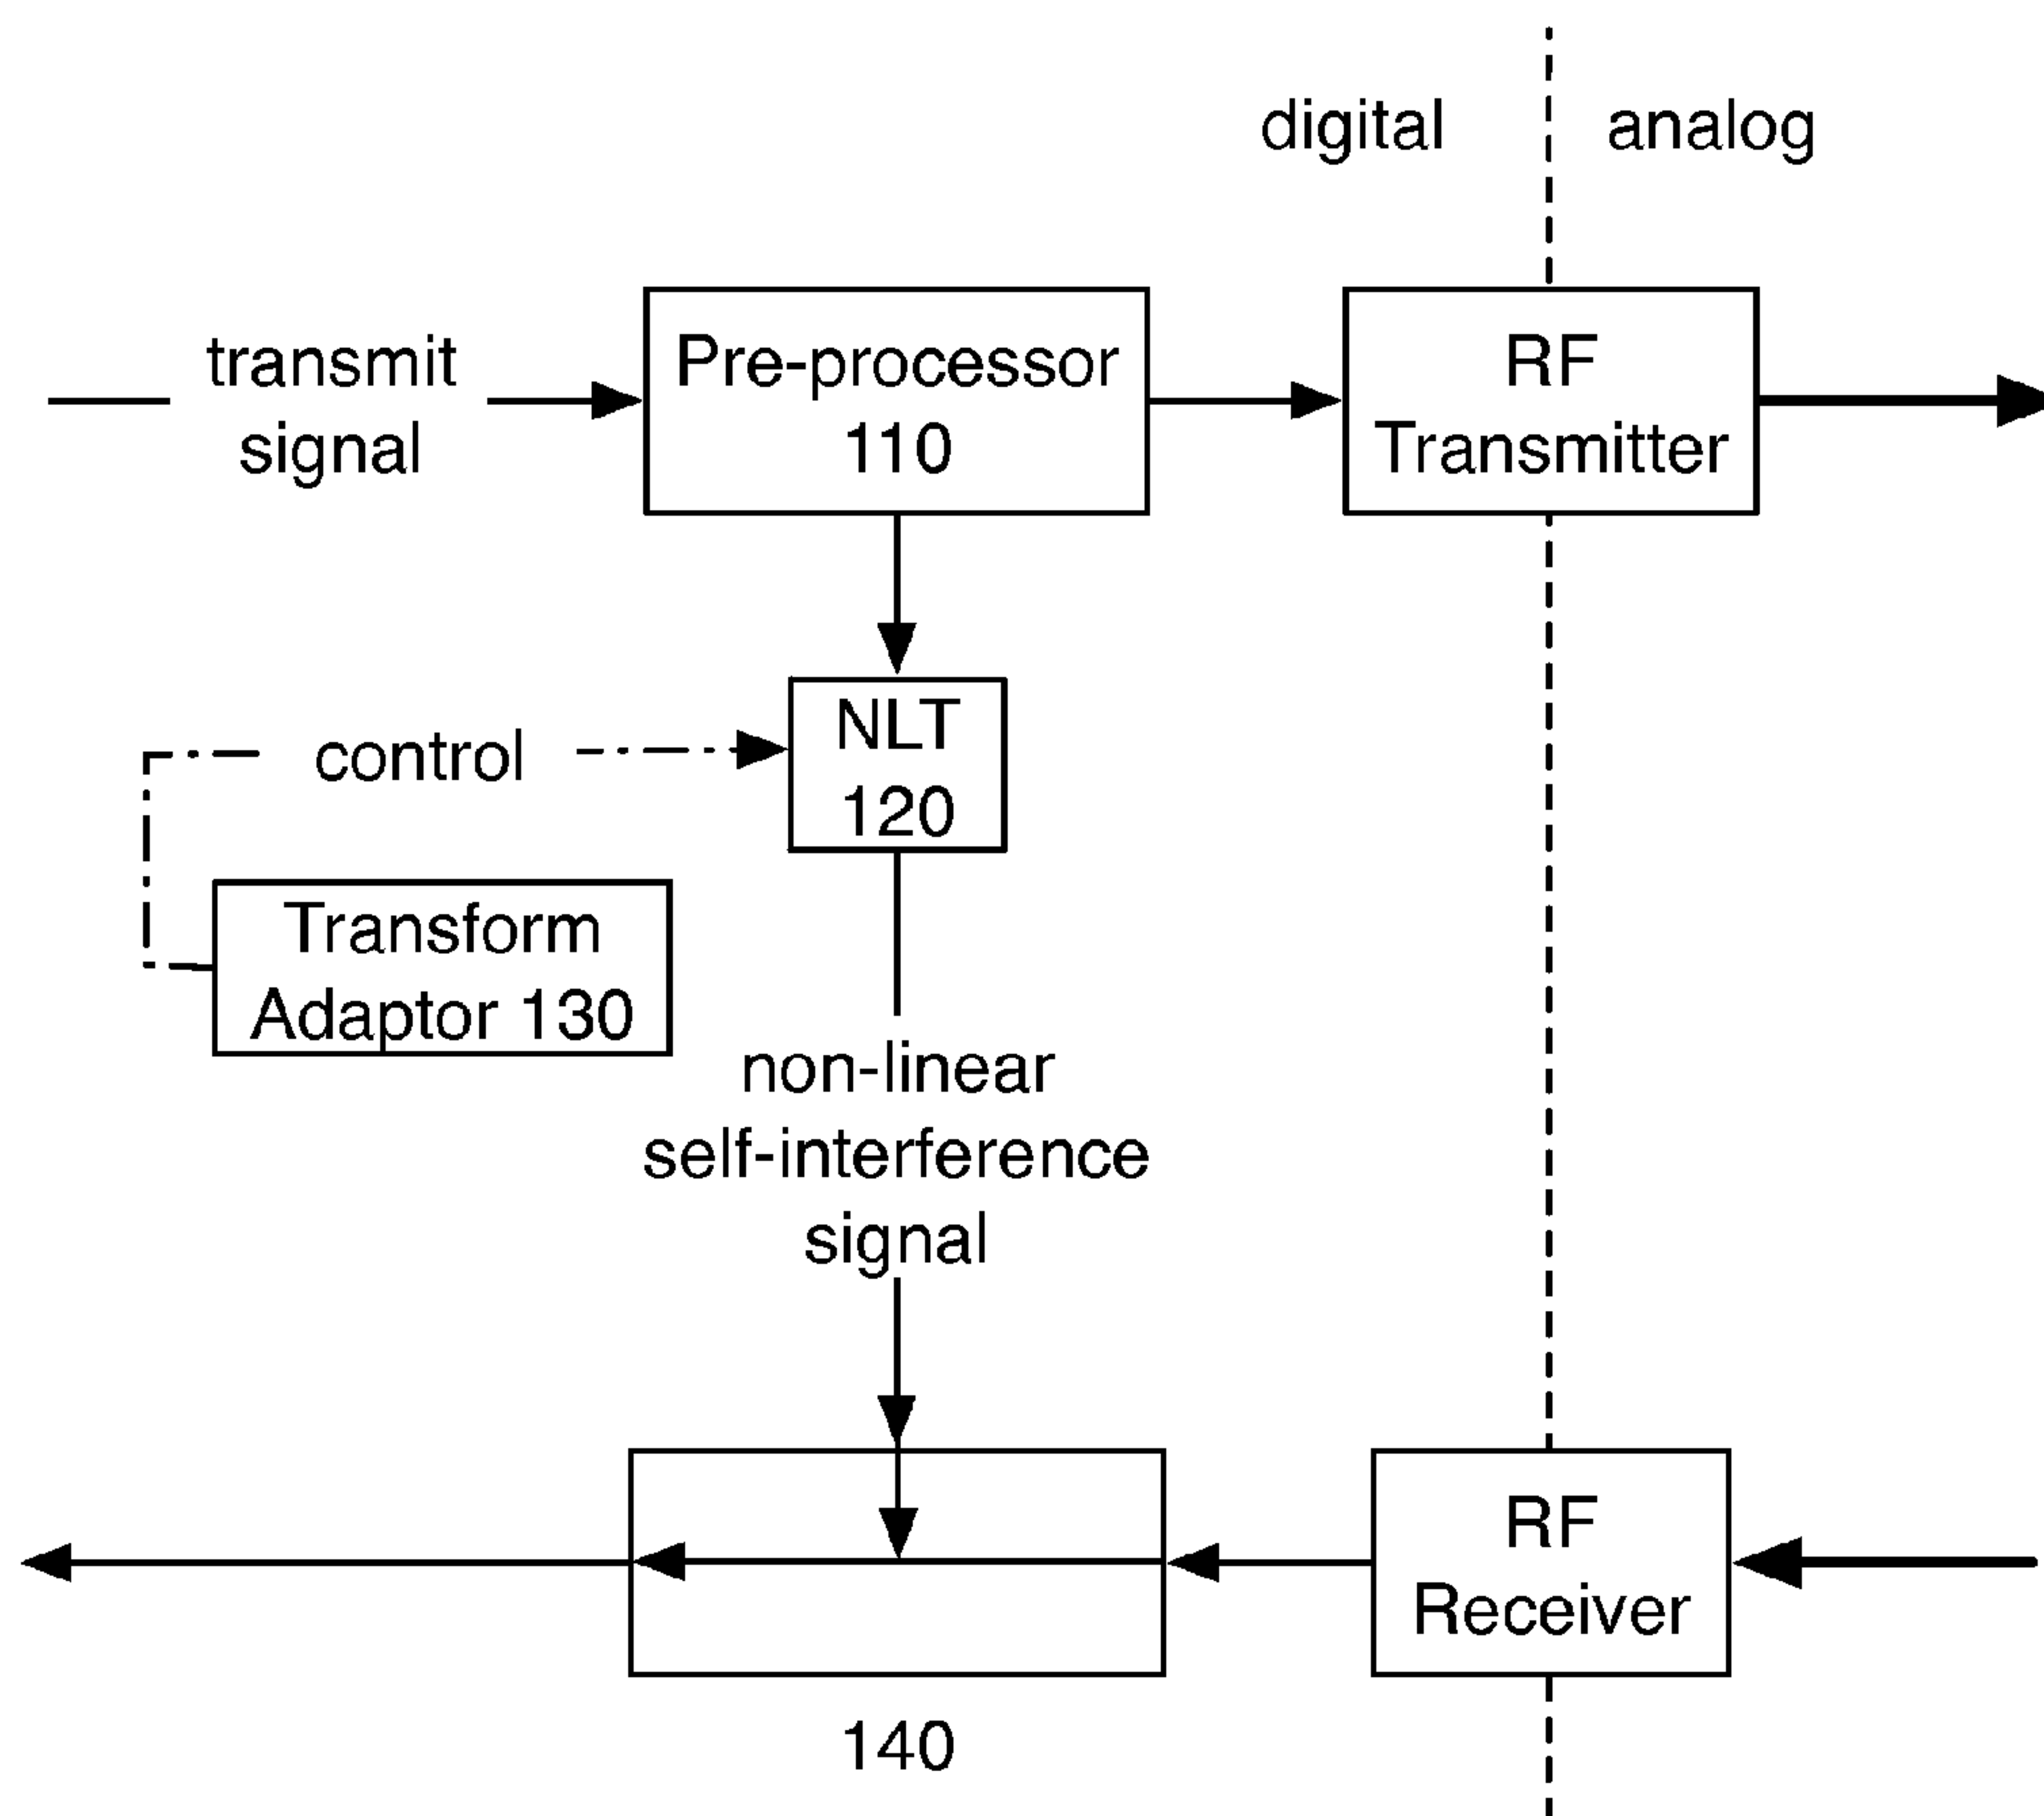 digital
analog
transmit
signal
Pre-processor
110
RF
Transmitter
NLT
120
control
Transform
Adaptor 130
non-linear
self-interference
signal
RF
Receiver
140